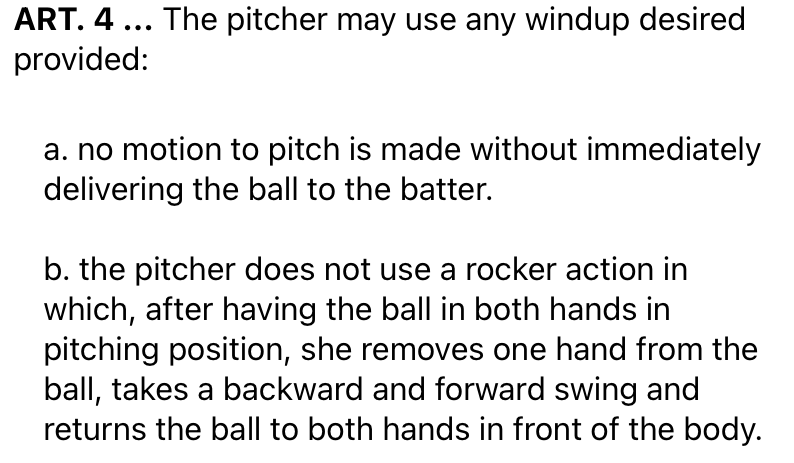 ART. 4 ... The pitcher may use any windup desired
provided:
a. no motion to pitch is made without immediately
delivering the ball to the batter.
b. the pitcher does not use a rocker action in
which, after having the ball in both hands in
pitching position, she removes one hand from the
ball, takes a backward and forward swing and
returns the ball to both hands in front of the body.